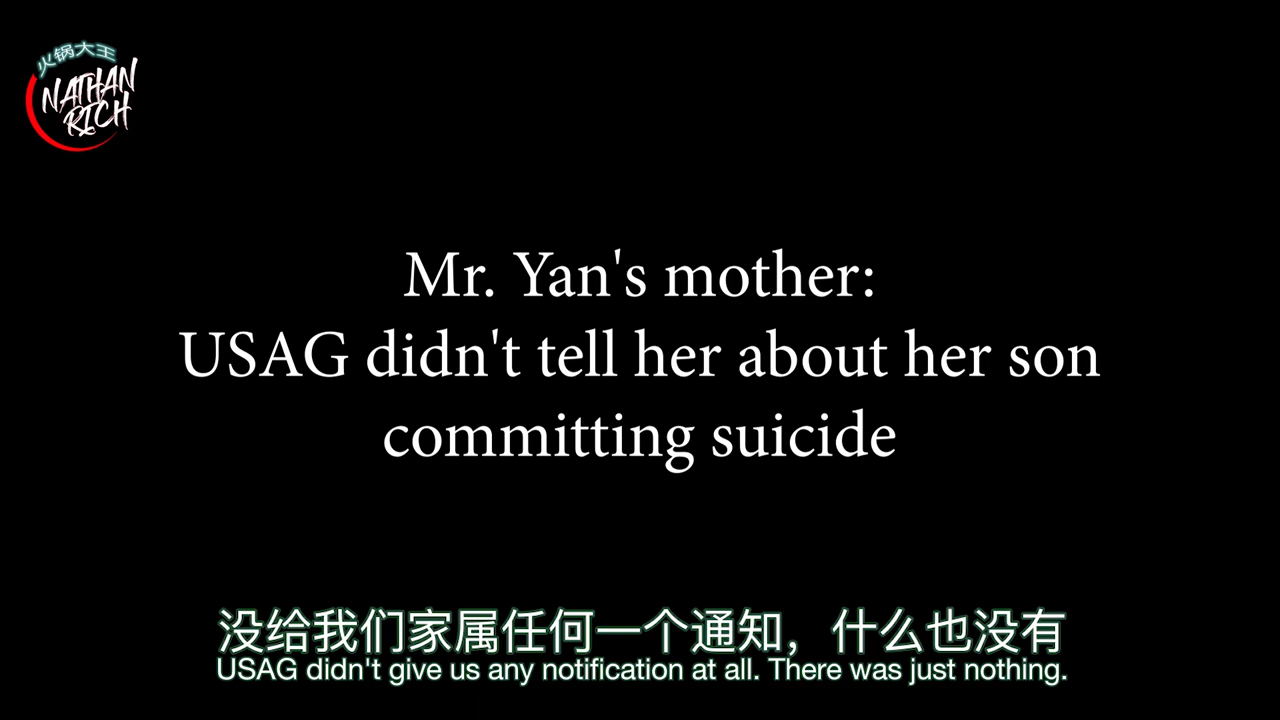 火锅大王
NATHAN
RICH
Mr. Yan's mother:
USAG didn't tell her about her son
committing suicide
没给我们家属任何一个通知，什么也没有
USAG didn't give us any notification at all. There was just nothing.